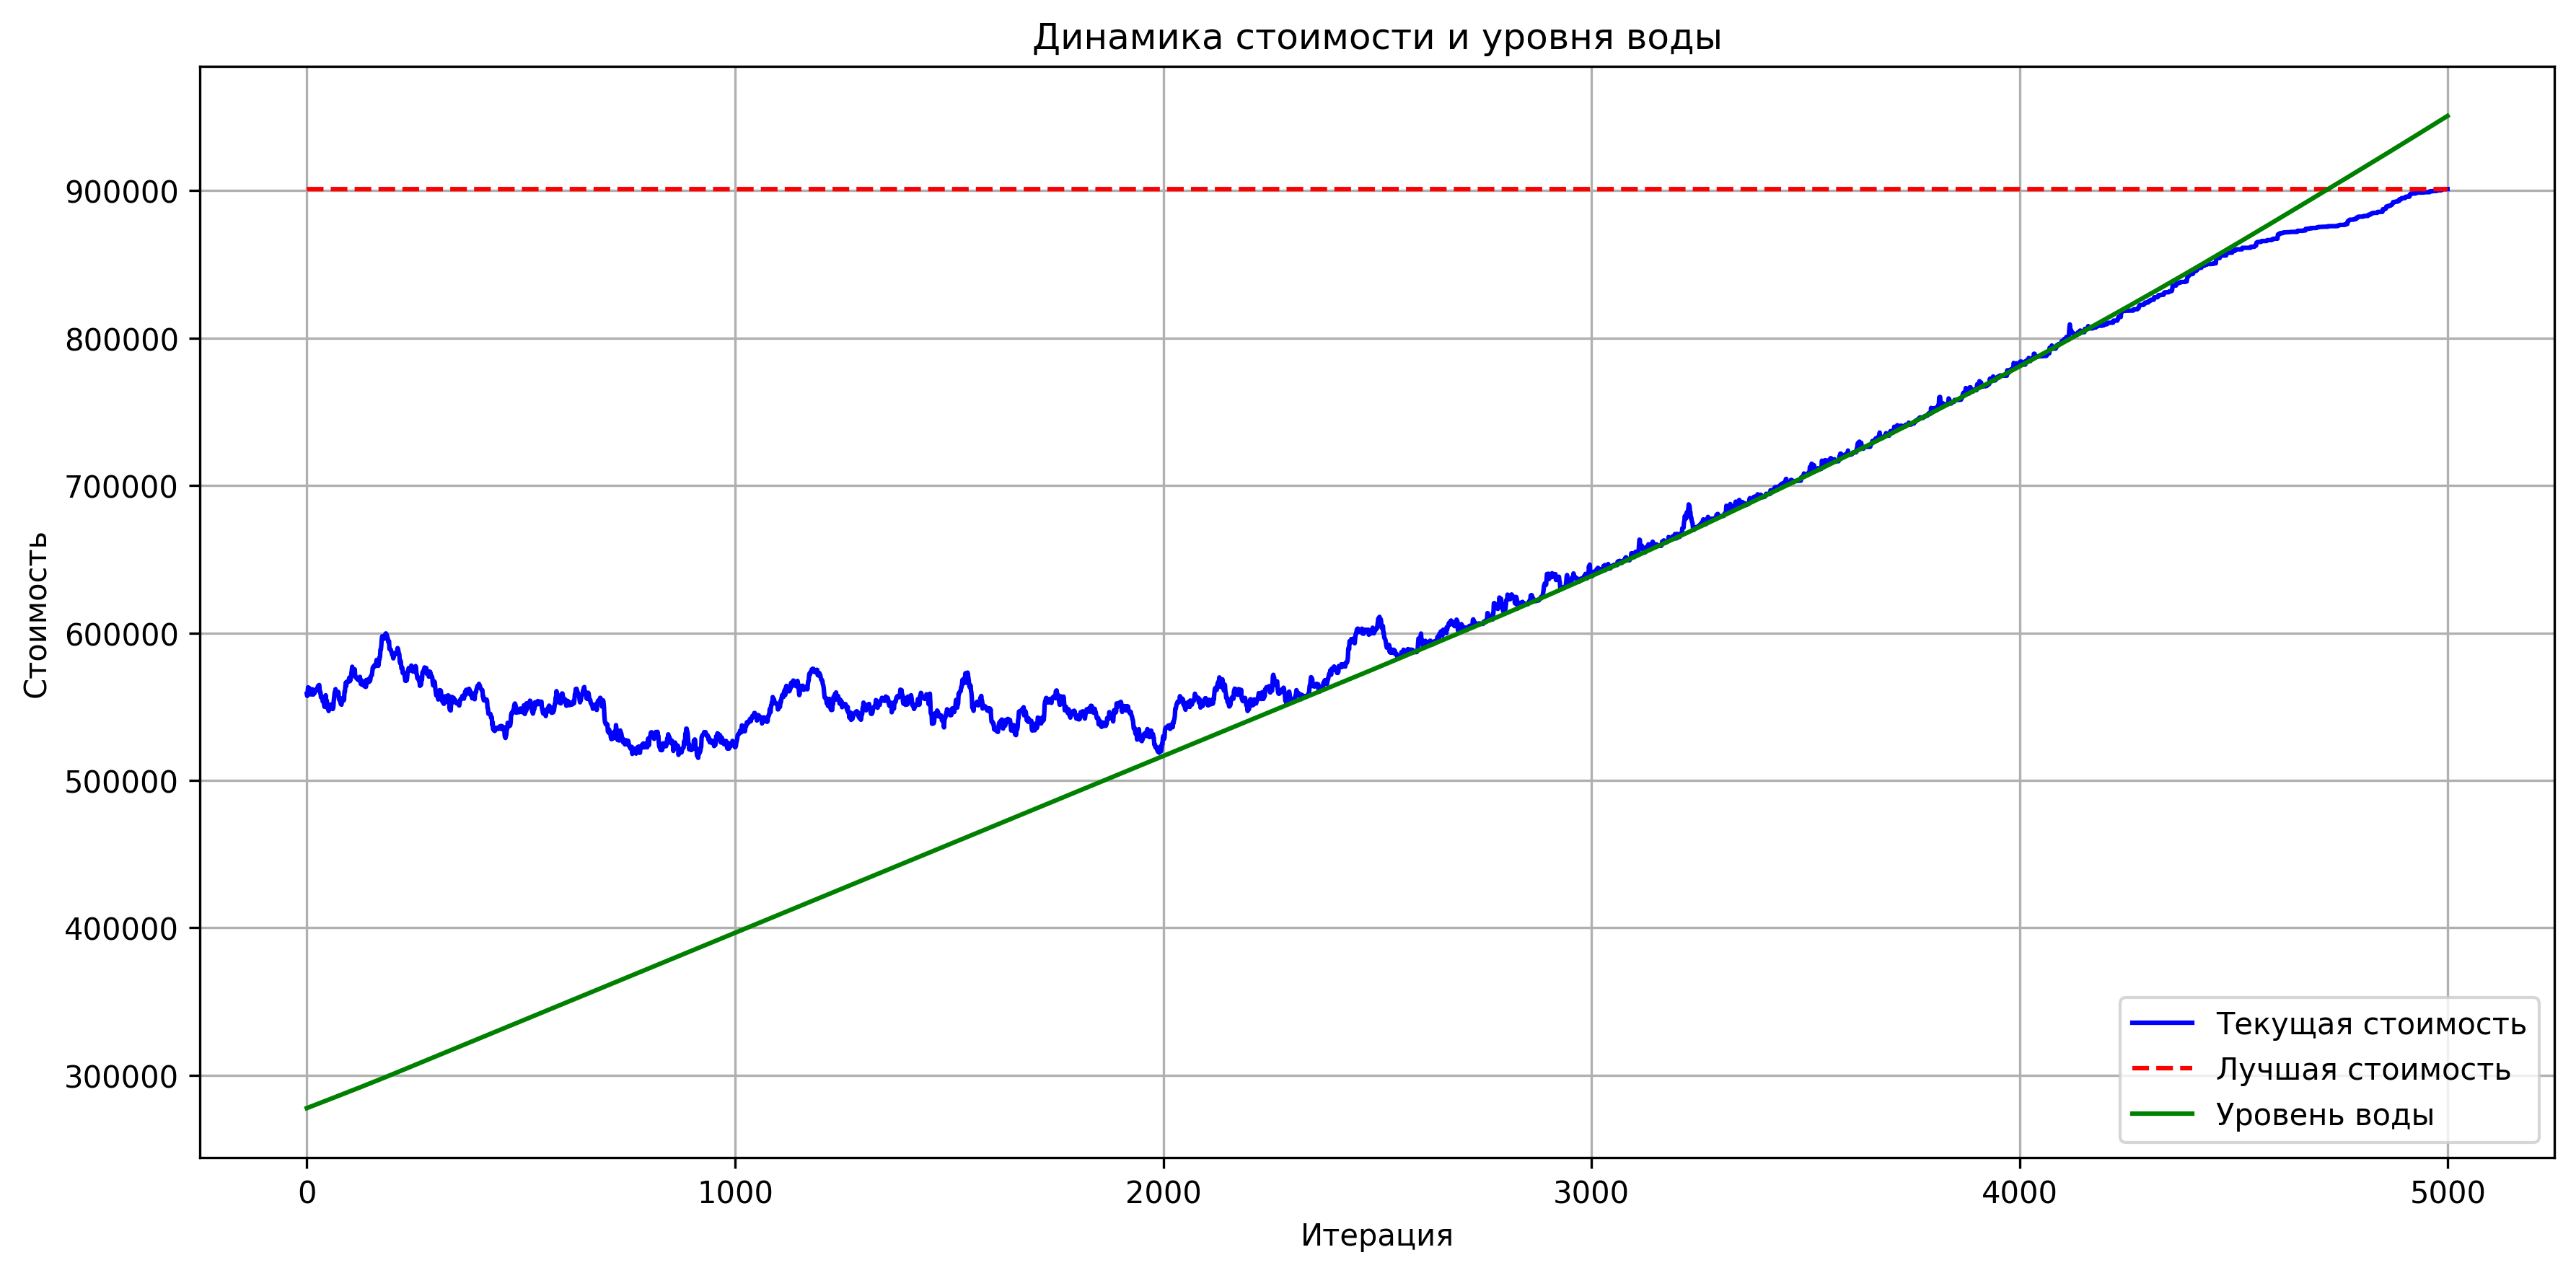 Динамика стоимости и уровня воды
Стоимость
900000
800000
700000
600000
500000
400000
300000
0 1000 2000 3000 4000 5000
Итерация
Текущая стоимость
Лучшая стоимость
Уровень воды